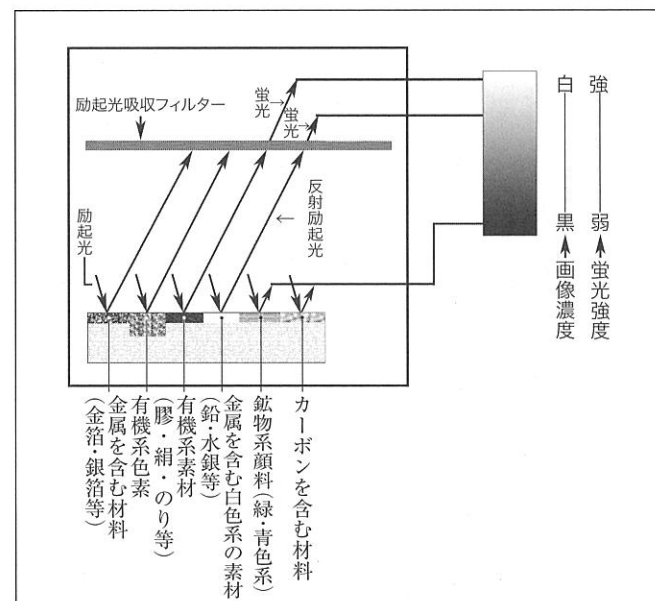 励起光吸収フィルター
蛍光→
蛍光→
励起光
反射励起光
←
白
黒
画像濃度
強
弱
蛍光強度
カーボンを含む材料
鉱物系顔料(緑・青色系)
金属を含む白色系の素材
(鉛・水銀等)
有機系素材
(膠・絹・のり等)
有機系色素
金属を含む材料
(金箔・銀箔等)